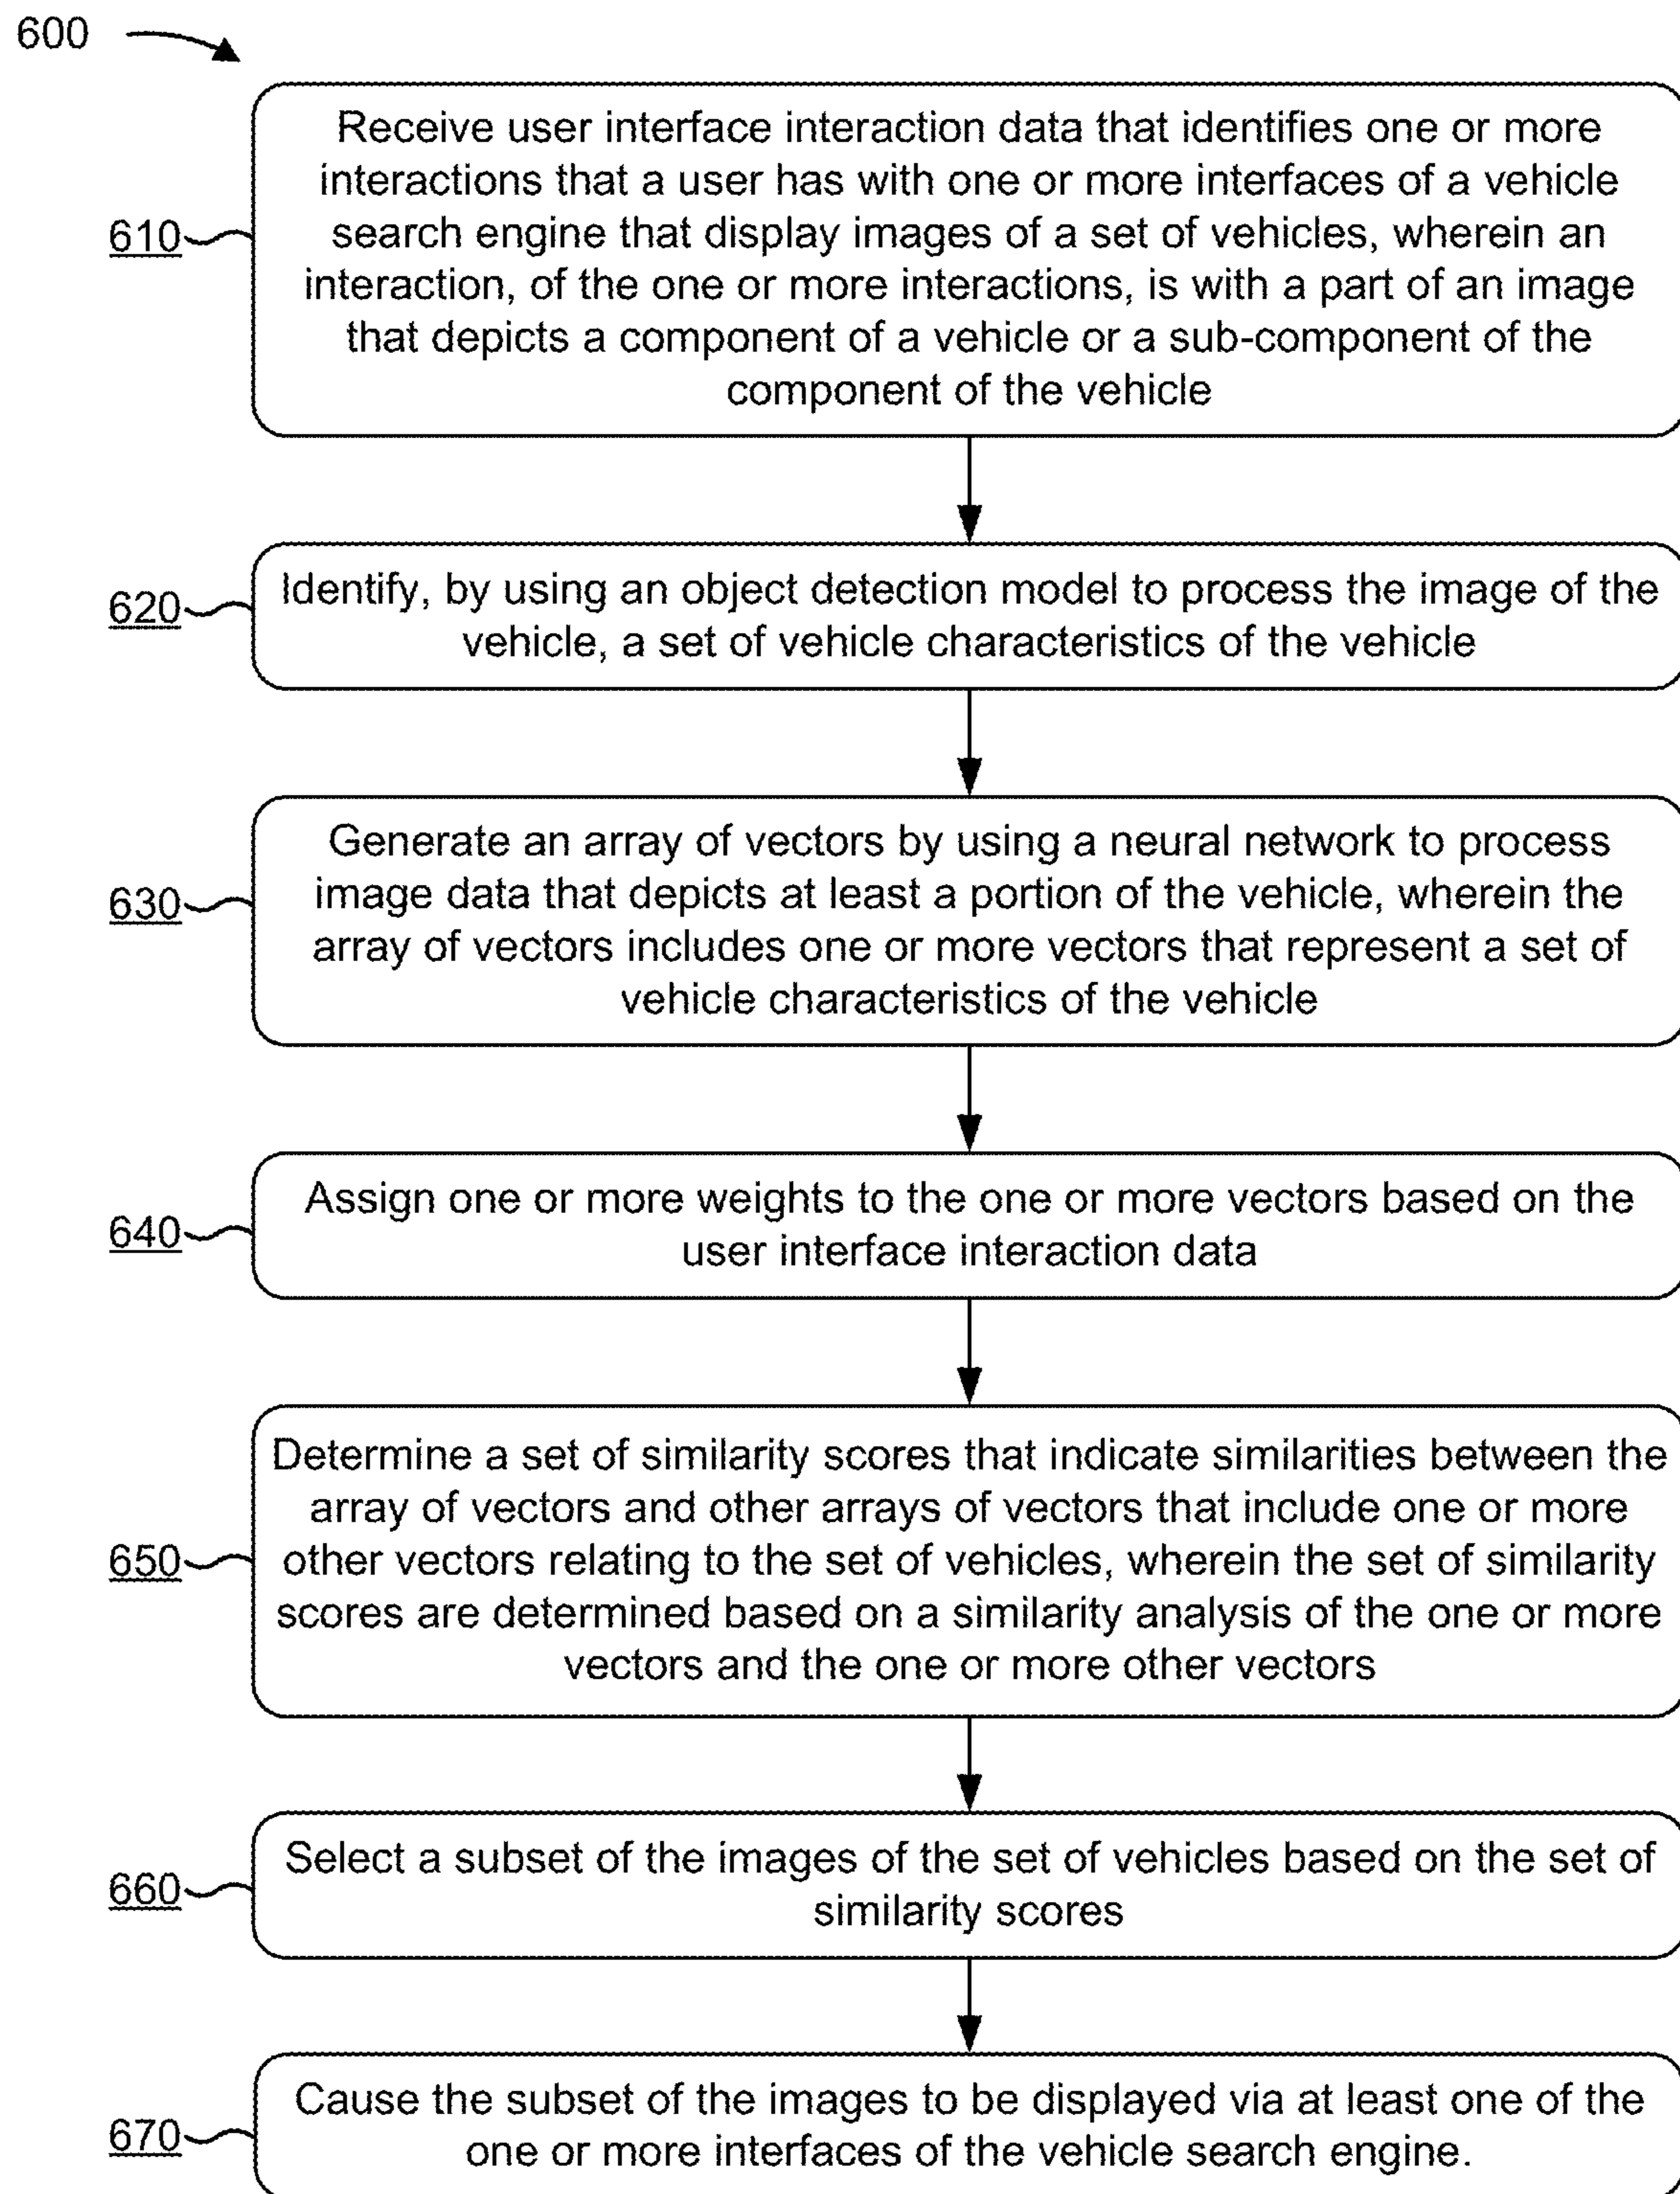 600
Receive user interface interaction data that identifies one or more
interactions that a user has with one or more interfaces of a vehicle
search engine that display images of a set of vehicles, wherein an
interaction, of the one or more interactions, is with a part of an image
that depicts a component of a vehicle or a sub-component of the
component of the vehicle
610
Identify, by using an object detection model to process the image of the
vehicle, a set of vehicle characteristics of the vehicle
620
Generate an array of vectors by using a neural network to process
image data that depicts at least a portion of the vehicle, wherein the
array of vectors includes one or more vectors that represent a set of
vehicle characteristics of the vehicle
630
Assign one or more weights to the one or more vectors based on the
user interface interaction data
640
Determine a set of similarity scores that indicate similarities between the
array of vectors and other arrays of vectors that include one or more
other vectors relating to the set of vehicles, wherein the set of similarity
scores are determined based on a similarity analysis of the one or more
vectors and the one or more other vectors
650
Select a subset of the images of the set of vehicles based on the set of
similarity scores
660
Cause the subset of the images to be displayed via at least one of the
one or more interfaces of the vehicle search engine.
670